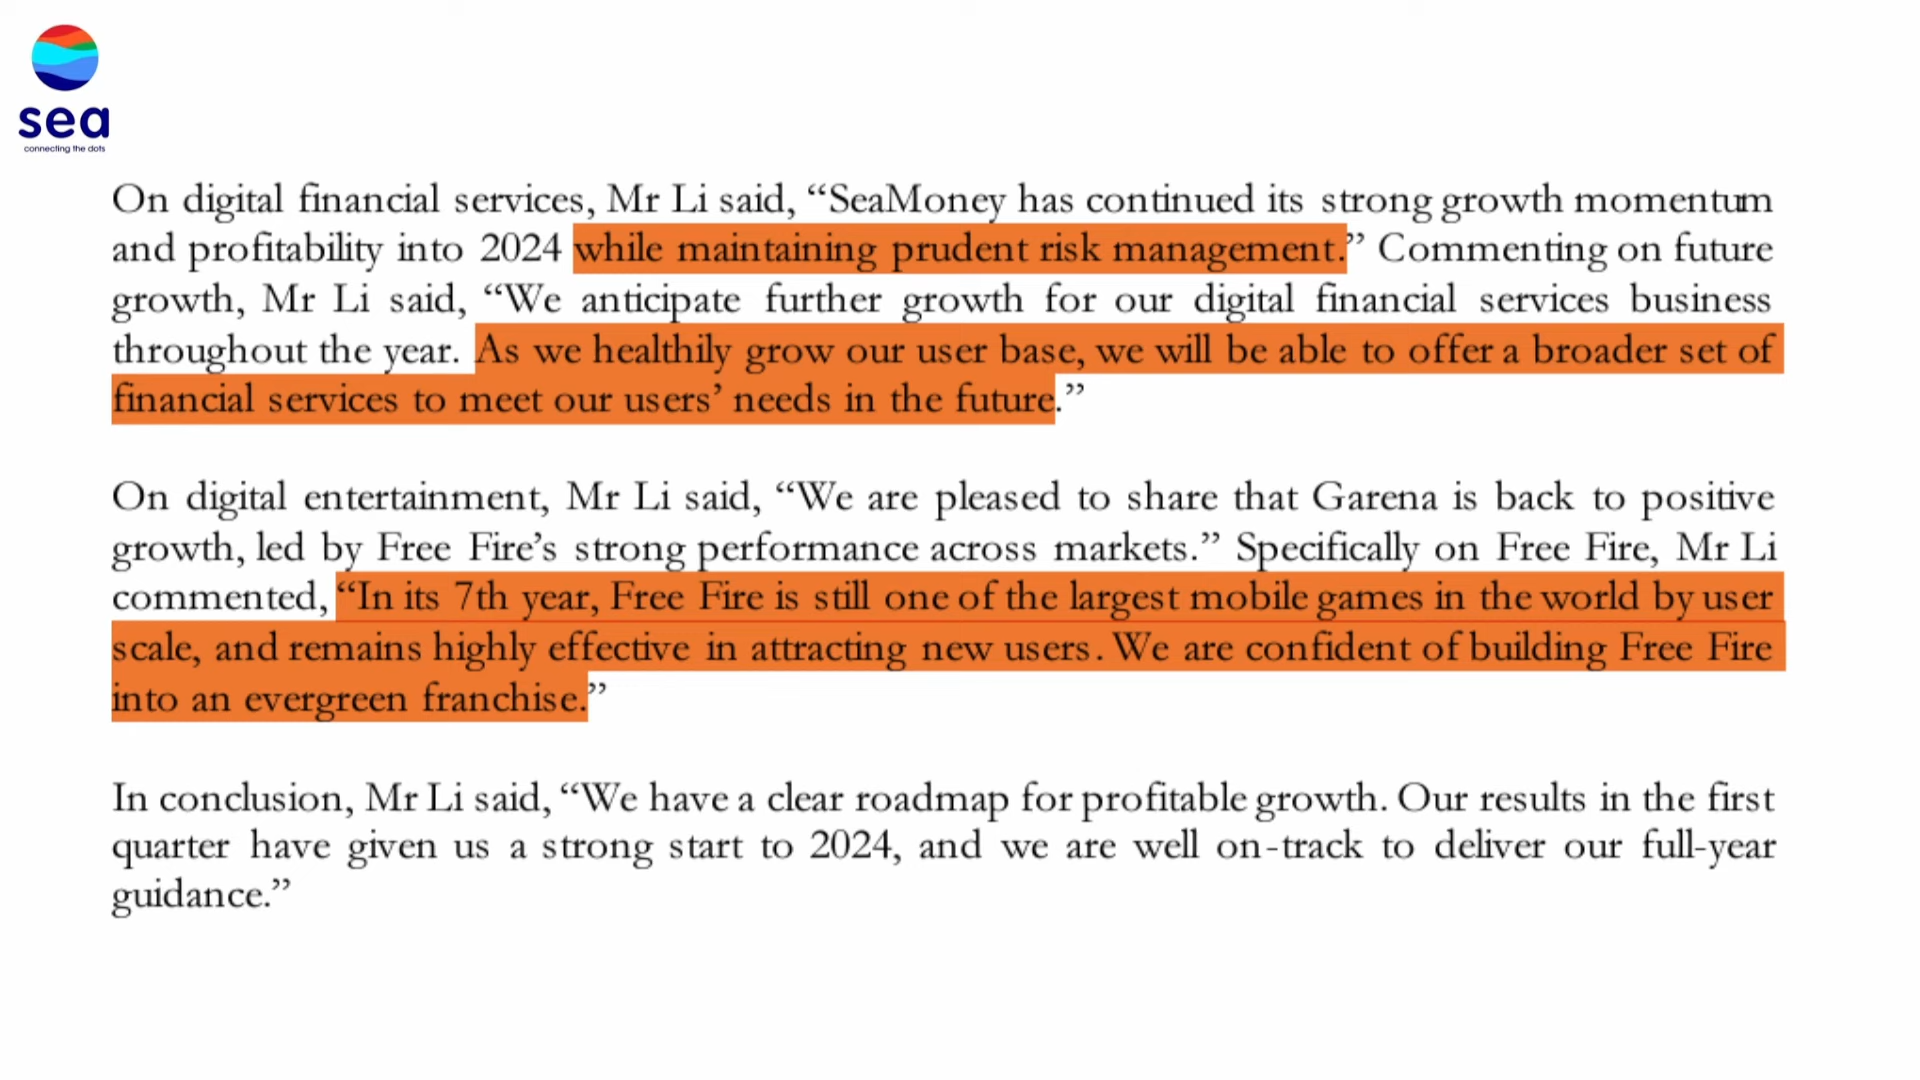 sea
connecting the dots
On digital financial services, Mr Li said, “SeaMoney has continued its strong growth momentum
and profitability into 2024 while maintaining prudent risk management.” Commenting on future
growth, Mr Li said, “We anticipate further growth for our digital financial services business
throughout the year. As we healthily grow our user base, we will be able to offer a broader set of
financial services to meet our users’ needs in the future.”
On digital entertainment, Mr Li said, “We are pleased to share that Garena is back to positive
growth, led by Free Fire’s strong performance across markets.” Specifically on Free Fire, Mr Li
commented, “In its 7th year, Free Fire is still one of the largest mobile games in the world by user
scale, and remains highly effective in attracting new users. We are confident of building Free Fire
into an evergreen franchise.”
In conclusion, Mr Li said, “We have a clear roadmap for profitable growth. Our results in the first
quarter have given us a strong start to 2024, and we are well on-track to deliver our full-year
guidance.”